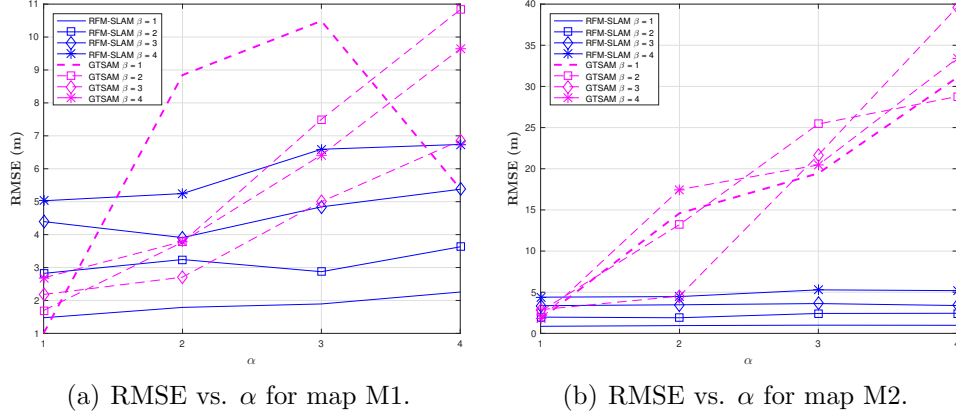 RFM-SLAM β = 1
RFM-SLAM β = 2
RFM-SLAM β = 3
RFM-SLAM β = 4
GTSAM β = 1
GTSAM β = 2
GTSAM β = 3
GTSAM β = 4
11
10
9
8
7
6
5
4
3
2
1
RMSE (m)
1 2 3 4
α
(a) RMSE vs. α for map M1.
RFM-SLAM β = 1
RFM-SLAM β = 2
RFM-SLAM β = 3
RFM-SLAM β = 4
GTSAM β = 1
GTSAM β = 2
GTSAM β = 3
GTSAM β = 4
40
35
30
25
20
15
10
5
0
RMSE (m)
1 2 3 4
α
(b) RMSE vs. α for map M2.